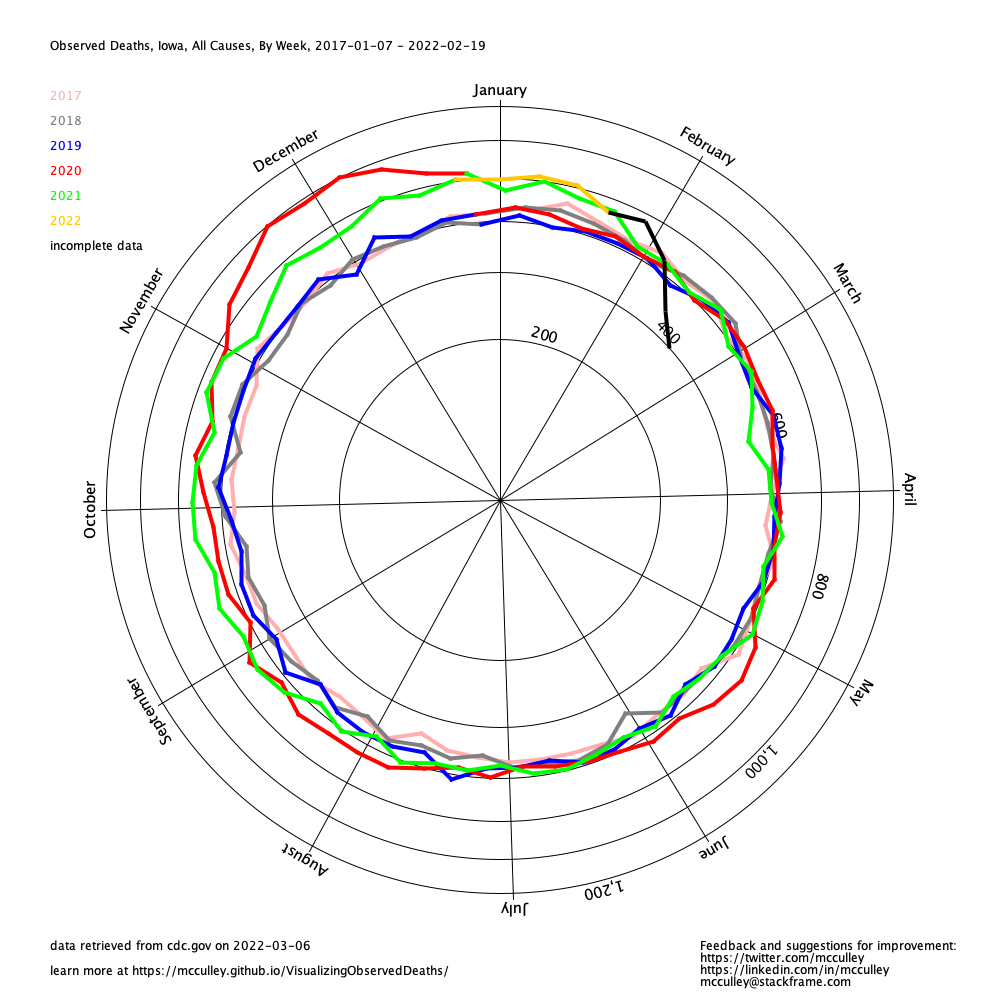 Observed Deaths, Iowa, All Causes, By Week, 2017-01-07 - 2022-02-19
January
2017
2018
2019
2020
2021
2022
incomplete data
December
February
November
March
200
400
600
October
April
800
September
May
1,000
August
June
1,200
July
data retrieved from cdc.gov on 2022-03-06
learn more at https://mcculley.github.io/VisualizingObservedDeaths/
Feedback and suggestions for improvement:
https://twitter.com/mcculley
https://linkedin.com/in/mcculley
mcculley@stackframe.com